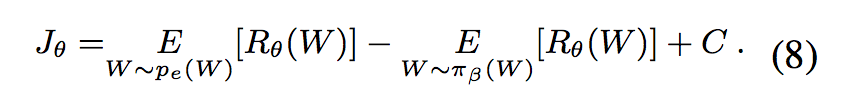 J_θ = E_{W∼p_e(W)} [R_θ(W)] − E_{W∼π_β(W)} [R_θ(W)] + C . (8)